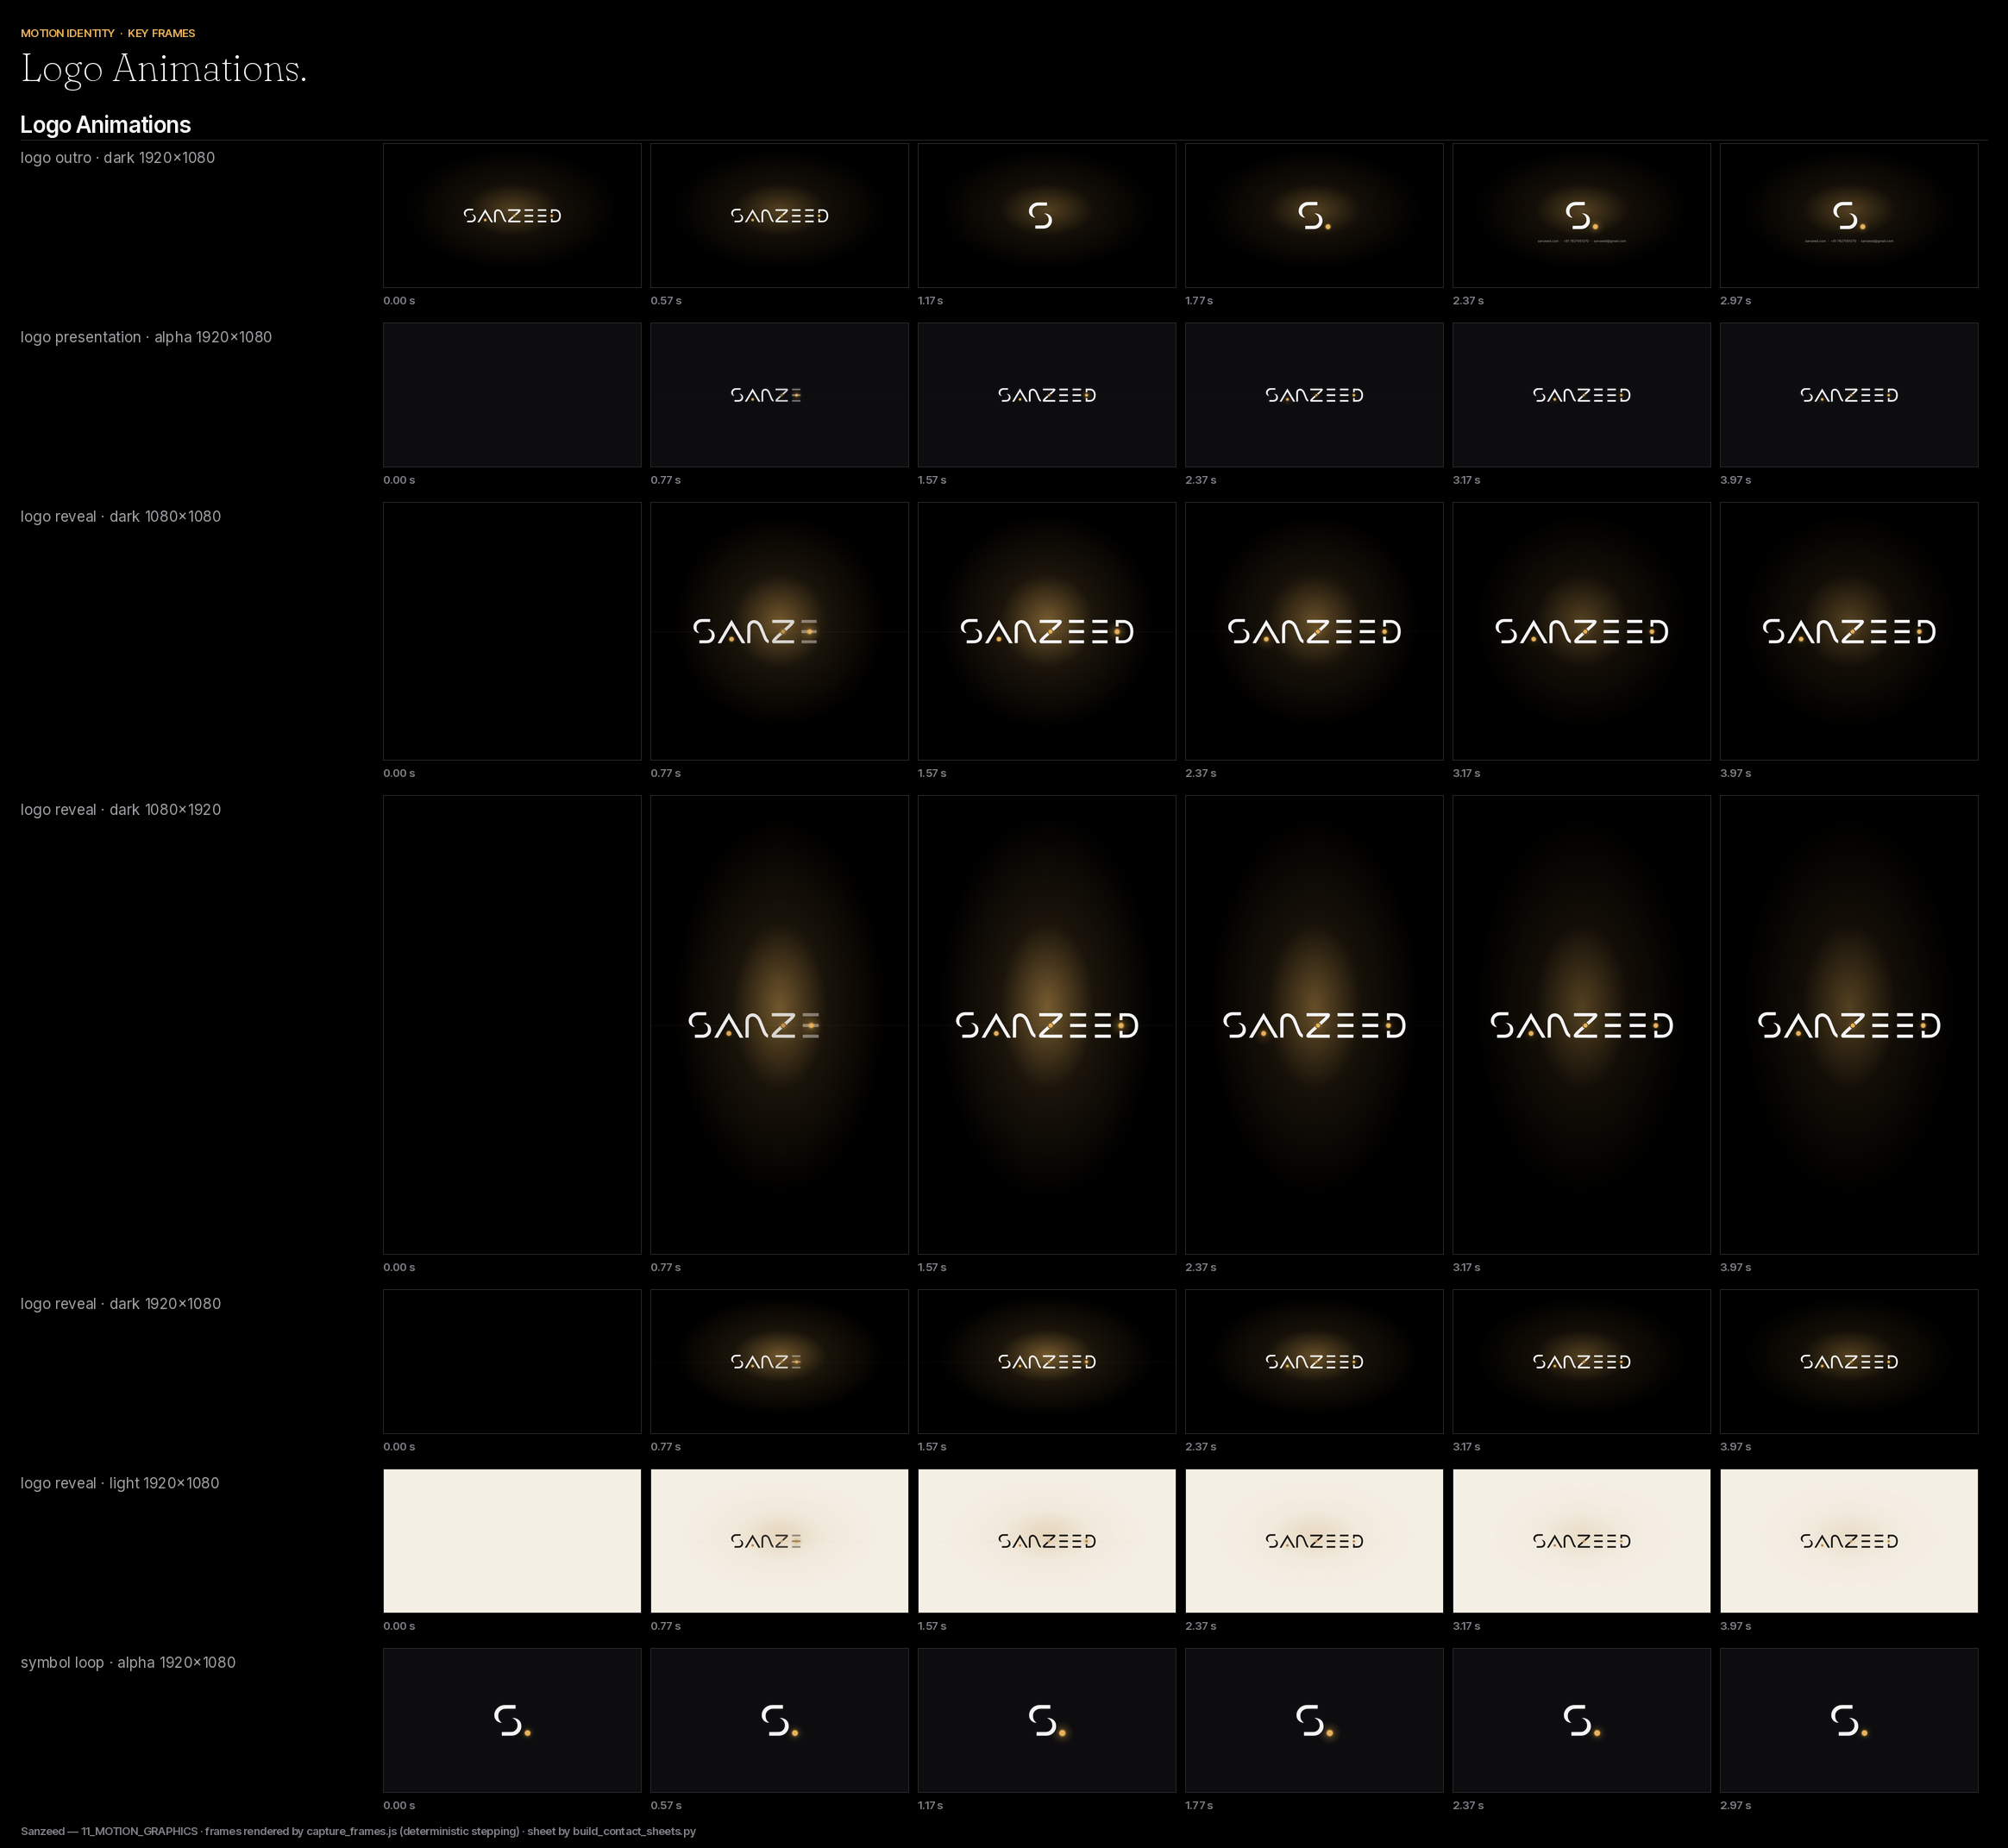 MOTION IDENTITY · KEY FRAMES
Logo Animations.
Logo Animations
logo outro · dark 1920×1080
SANZEED SANZEED S S. S. S.
0.00 s 0.57 s 1.17 s 1.77 s 2.37 s 2.97 s
logo presentation · alpha 1920×1080
SANZE SANZEED SANZEED SANZEED SANZEED
0.00 s 0.77 s 1.57 s 2.37 s 3.17 s 3.97 s
logo reveal · dark 1080×1080
SANZE SANZEED SANZEED SANZEED SANZEED
0.00 s 0.77 s 1.57 s 2.37 s 3.17 s 3.97 s
logo reveal · dark 1080×1920
SANZE SANZEED SANZEED SANZEED SANZEED
0.00 s 0.77 s 1.57 s 2.37 s 3.17 s 3.97 s
logo reveal · dark 1920×1080
SANZE SANZEED SANZEED SANZEED SANZEED
0.00 s 0.77 s 1.57 s 2.37 s 3.17 s 3.97 s
logo reveal · light 1920×1080
SANZE SANZEED SANZEED SANZEED SANZEED
0.00 s 0.77 s 1.57 s 2.37 s 3.17 s 3.97 s
symbol loop · alpha 1920×1080
S. S. S. S. S. S.
0.00 s 0.57 s 1.17 s 1.77 s 2.37 s 2.97 s
Sanzeed — 11_MOTION_GRAPHICS · frames rendered by capture_frames.js (deterministic stepping) · sheet by build_contact_sheets.py